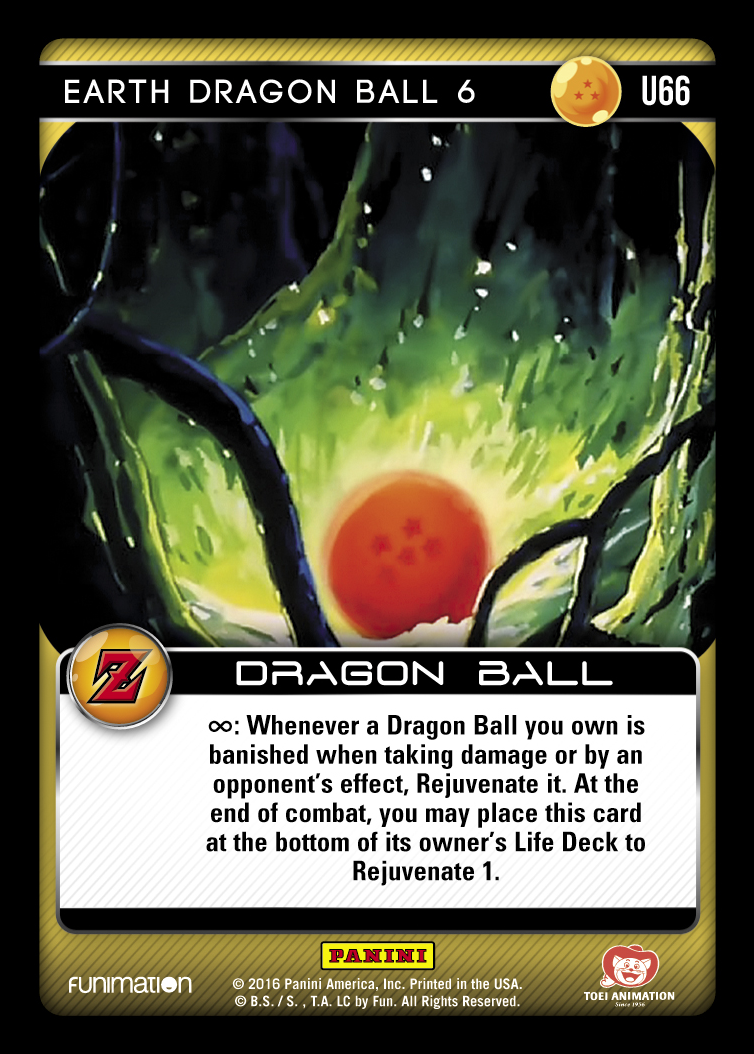 EARTH DRAGON BALL 6
U66
DRAGON BALL
Z
∞: Whenever a Dragon Ball you own is
banished when taking damage or by an
opponent's effect, Rejuvenate it. At the
end of combat, you may place this card
at the bottom of its owner's Life Deck to
Rejuvenate 1.
PANINI
FUNIMATION
© 2016 Panini America, Inc. Printed in the USA.
© B.S. / S. , T.A. LC by Fun. All Rights Reserved.
TOEI ANIMATION
Since 1956